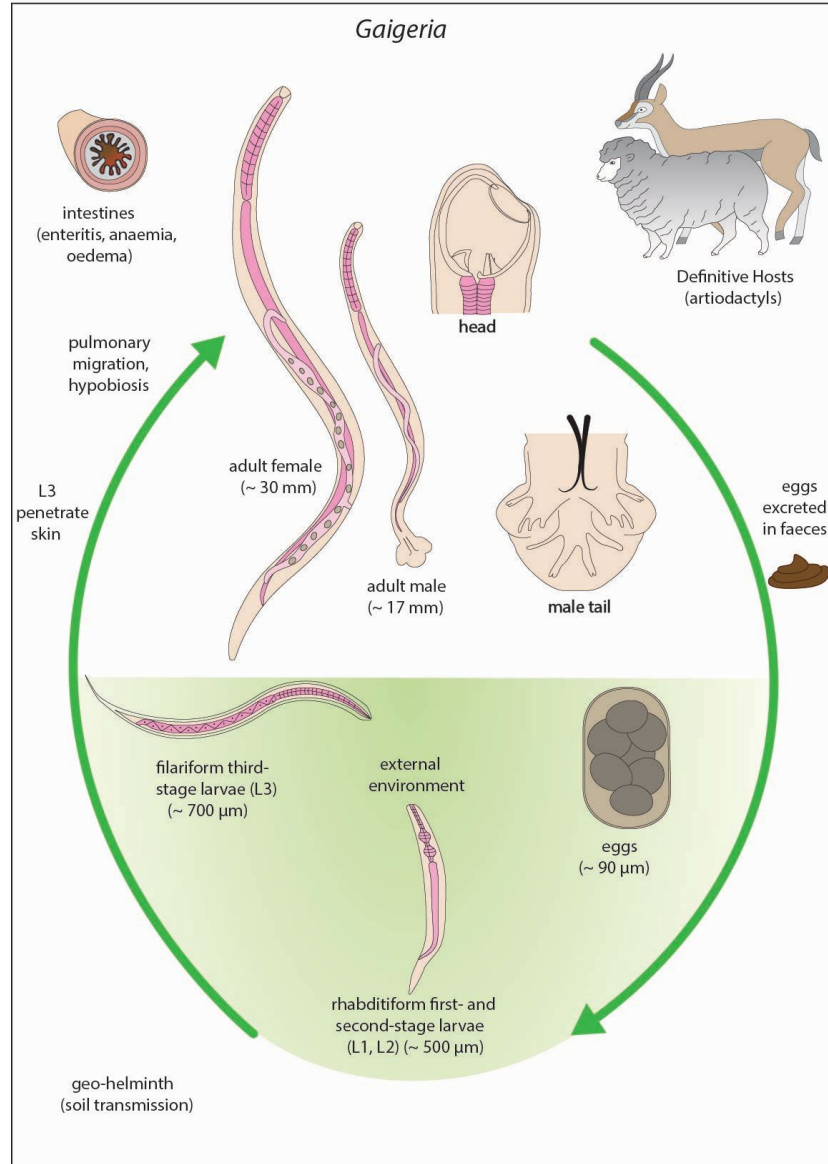 Gaigeria
intestines
(enteritis, anaemia,
oedema)
head
Definitive Hosts
(artiodactyls)
pulmonary
migration,
hypobiosis
adult female
(~ 30 mm)
L3
penetrate
skin
eggs
excreted
in faeces
adult male
(~ 17 mm)
male tail
filariform third-
stage larvae (L3)
(~ 700 µm)
external
environment
eggs
(~ 90 µm)
rhabditiform first- and
second-stage larvae
(L1, L2) (~ 500 µm)
geo-helminth
(soil transmission)